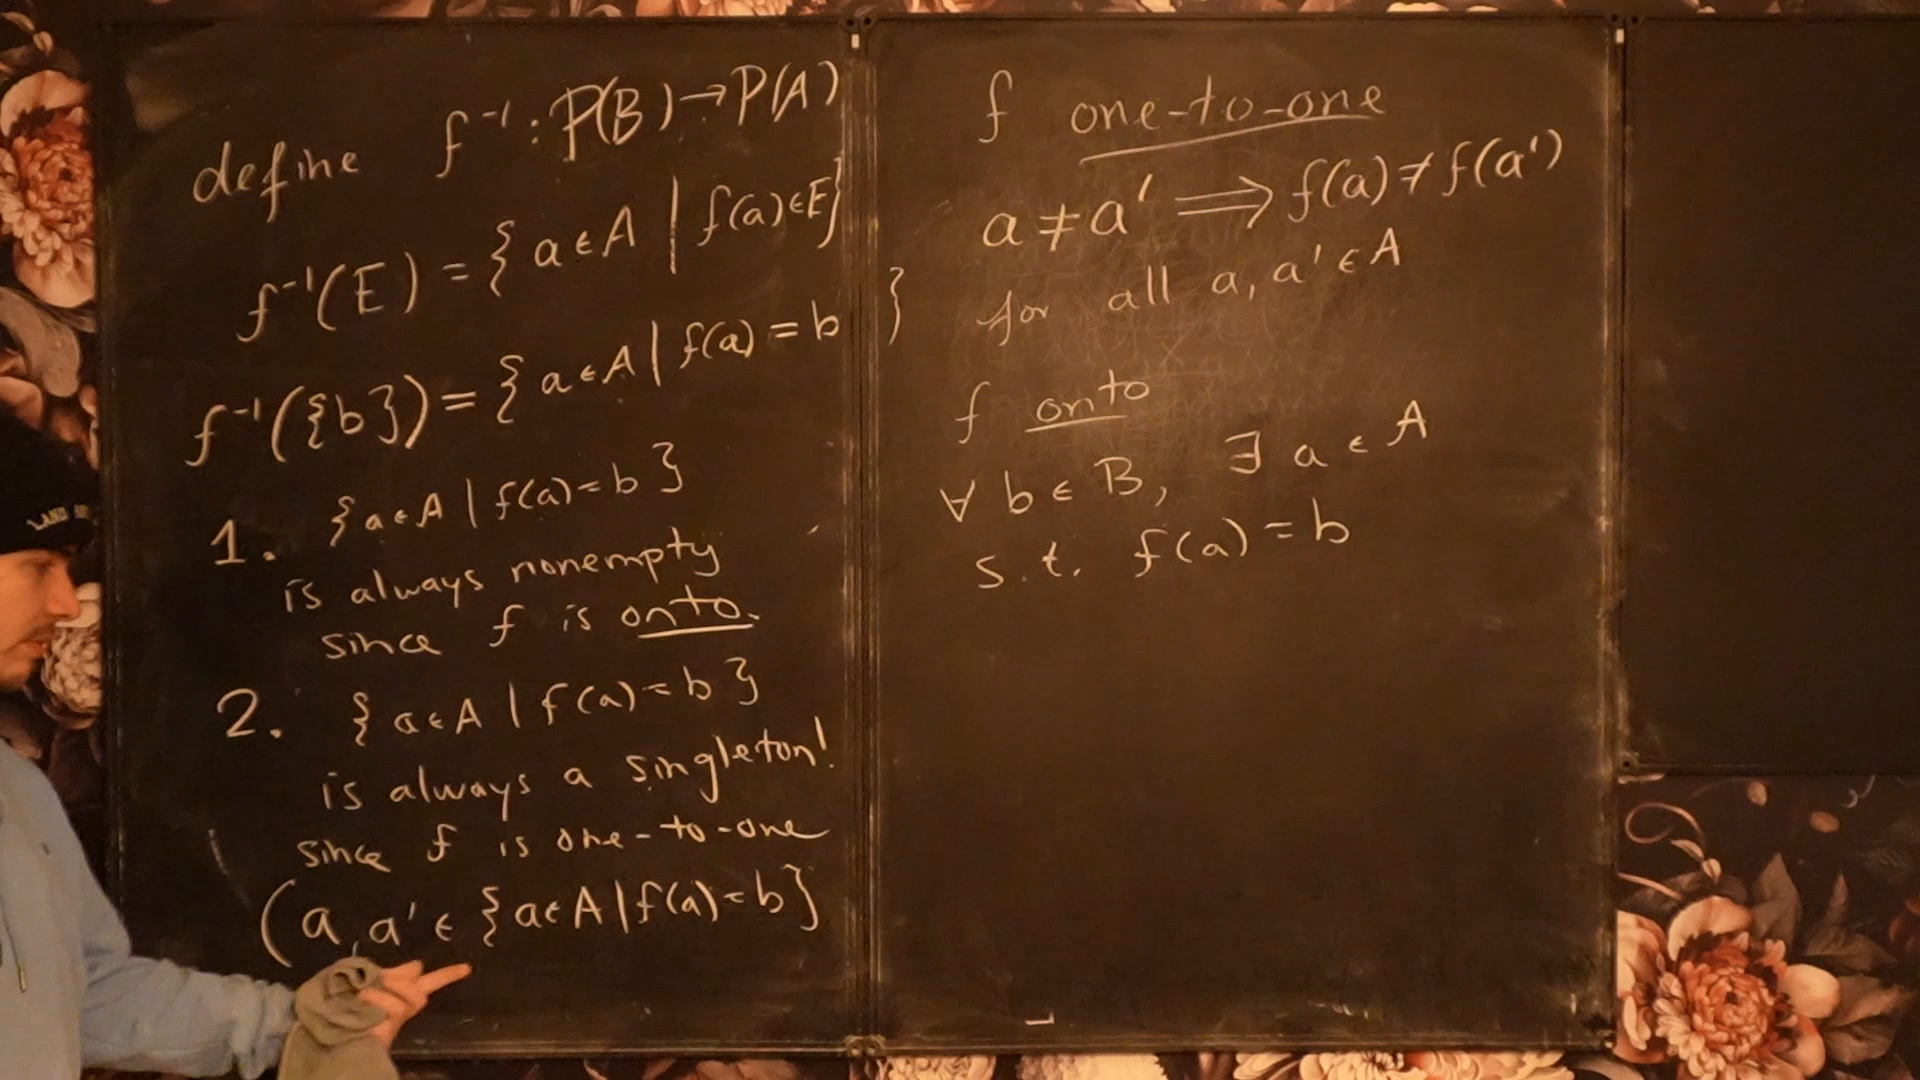 define f⁻¹ : P(B) → P(A)
f⁻¹(E) = { a ∈ A | f(a) ∈ E }
f⁻¹({b}) = { a ∈ A | f(a) = b }
1. { a ∈ A | f(a) = b }
is always nonempty
since f is onto.
2. { a ∈ A | f(a) = b }
is always a singleton!
since f is one-to-one
(a, a' ∈ { a ∈ A | f(a) = b }
f one-to-one
a ≠ a' ⟹ f(a) ≠ f(a')
for all a, a' ∈ A
f onto
∀ b ∈ B, ∃ a ∈ A
s.t. f(a) = b